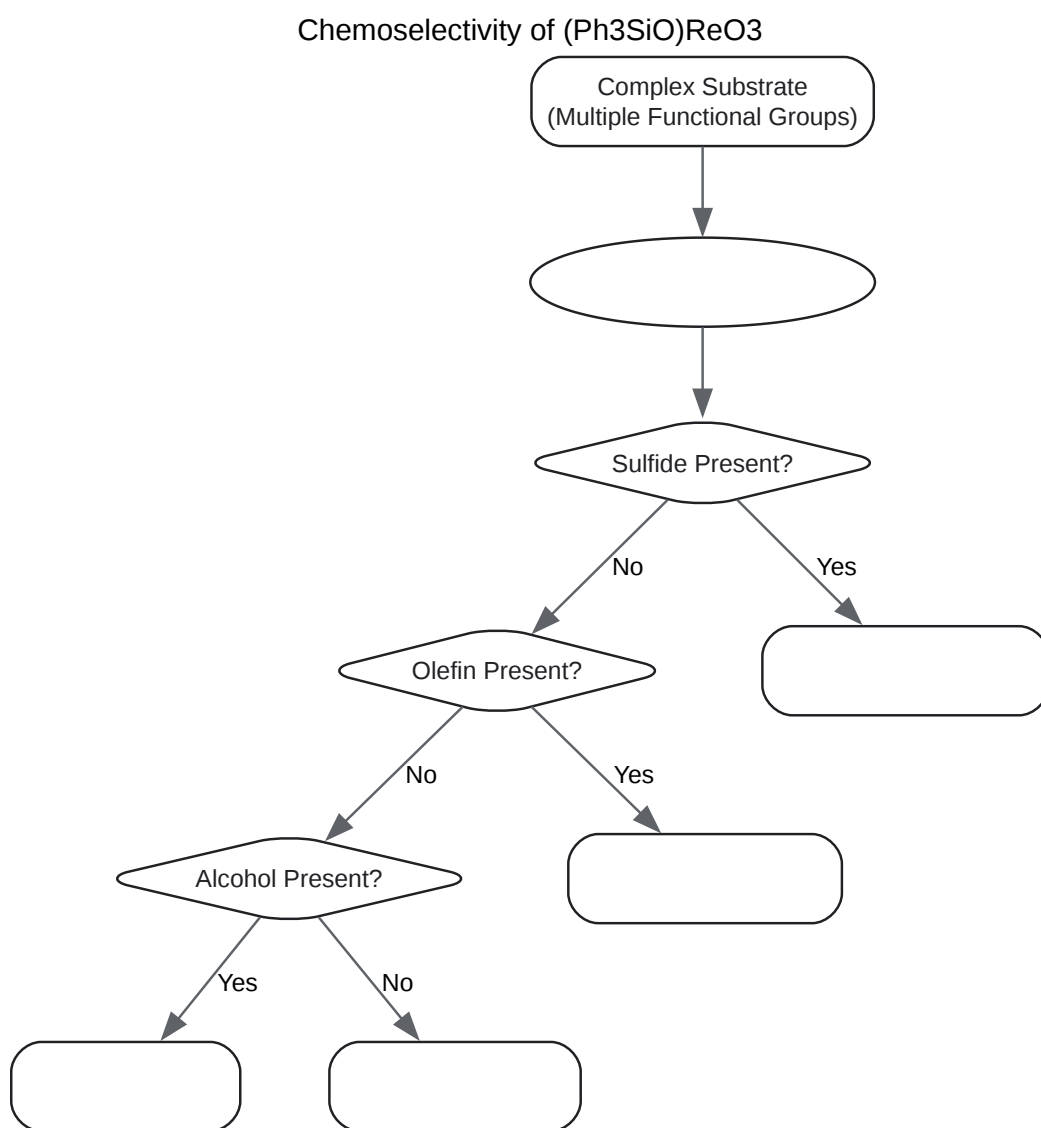 Chemoselectivity of (Ph3SiO)ReO3
Complex Substrate
(Multiple Functional Groups)
Sulfide Present?
No
Yes
Olefin Present?
No
Yes
Alcohol Present?
Yes
No